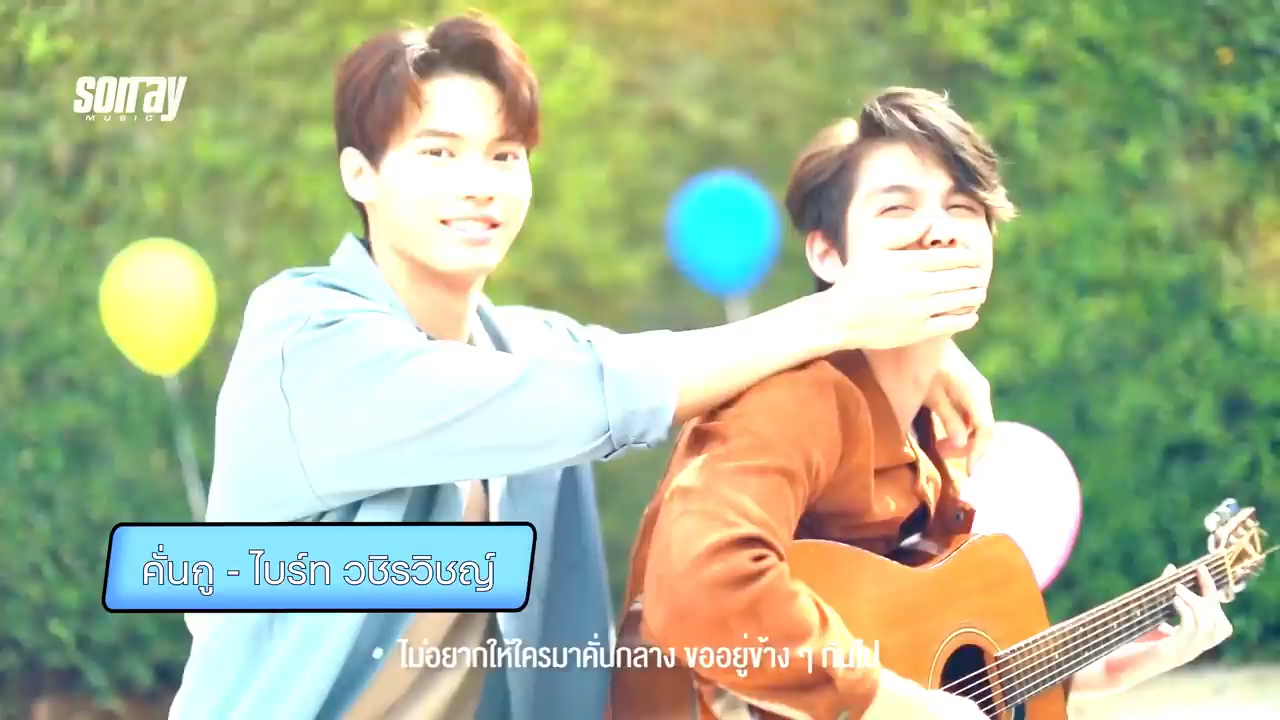 sonray
MUSIC
คั่นกู - ไบร์ท วชิรวิชญ์
• ไม่อยากให้ใครมาคั่นกลาง ขออยู่ข้าง ๆ กันไป